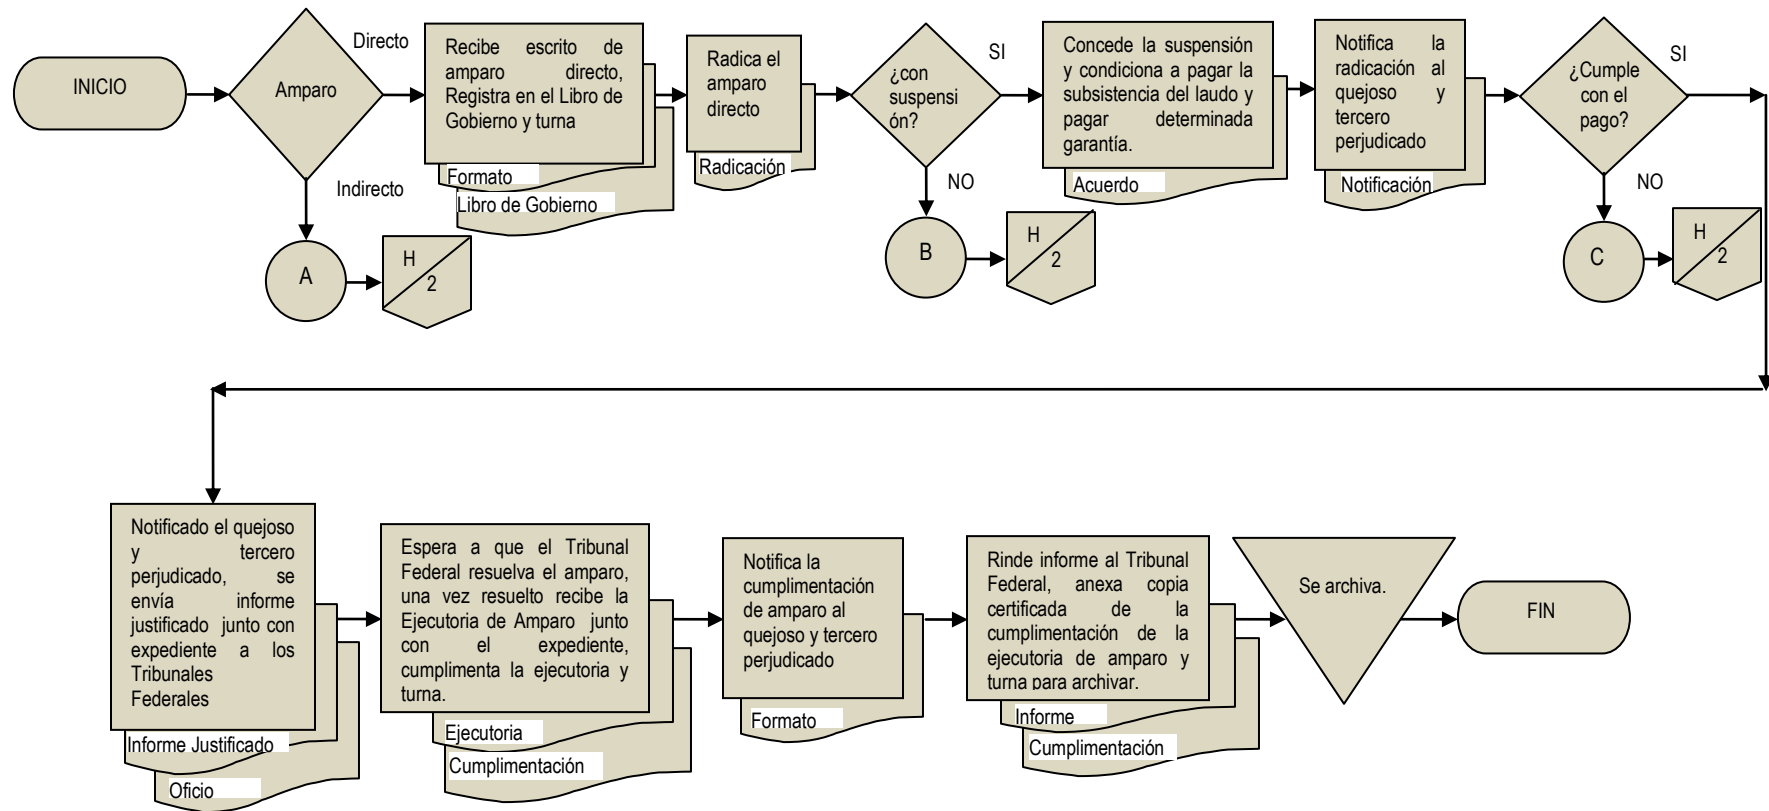 INICIO
Amparo
Directo
Indirecto
A
H
2
Recibe escrito de
amparo directo,
Registra en el Libro de
Gobierno y turna
Formato
Libro de Gobierno
Radica el
amparo
directo
Radicación
¿con
suspensi
ón?
SI
NO
B
H
2
Concede la suspensión
y condiciona a pagar la
subsistencia del laudo y
pagar determinada
garantía.
Acuerdo
Notifica la
radicación al
quejoso y
tercero
perjudicado
Notificación
¿Cumple
con el
pago?
SI
NO
C
H
2
Notificado el quejoso
y tercero
perjudicado, se
envía informe
justificado junto con
expediente a los
Tribunales
Federales
Informe Justificado
Oficio
Espera a que el Tribunal
Federal resuelva el amparo,
una vez resuelto recibe la
Ejecutoria de Amparo junto
con el expediente,
cumplimenta la ejecutoria y
turna.
Ejecutoria
Cumplimentación
Notifica la
cumplimentación
de amparo al
quejoso y tercero
perjudicado
Formato
Rinde informe al Tribunal
Federal, anexa copia
certificada de la
cumplimentación de la
ejecutoria de amparo y
turna para archivar.
Informe
Cumplimentación
Se archiva.
FIN